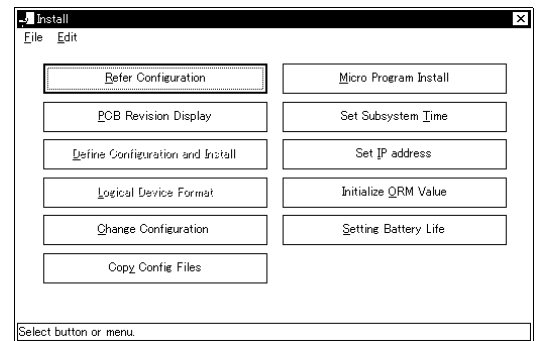 Install
File Edit
Refer Configuration
PCB Revision Display
Define Configuration and Install
Logical Device Format
Change Configuration
Copy Config Files
Micro Program Install
Set Subsystem Time
Set IP address
Initialize ORM Value
Setting Battery Life
Select button or menu.